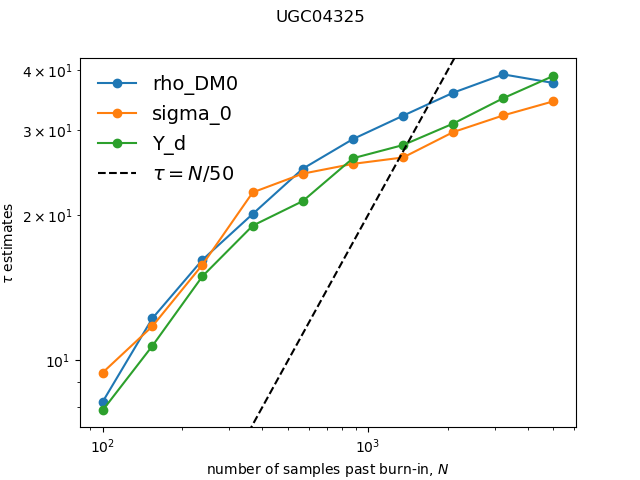 UGC04325
τ estimates
4 × 10¹
3 × 10¹
2 × 10¹
10¹
rho_DM0
sigma_0
Y_d
τ = N/50
10²
10³
number of samples past burn-in, N